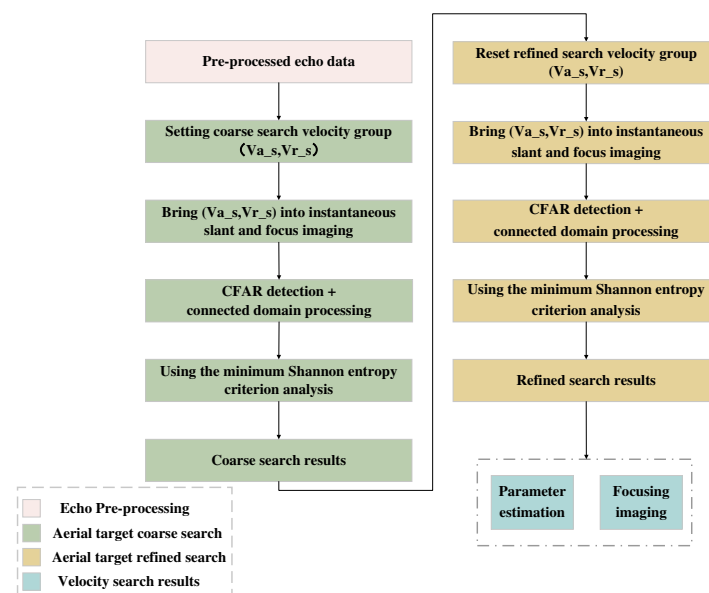 Pre-processed echo data
Setting coarse search velocity group
（Va_s,Vr_s）
Bring (Va_s,Vr_s) into instantaneous
slant and focus imaging
CFAR detection +
connected domain processing
Using the minimum Shannon entropy
criterion analysis
Coarse search results
Reset refined search velocity group
(Va_s,Vr_s)
Bring (Va_s,Vr_s) into instantaneous
slant and focus imaging
CFAR detection +
connected domain processing
Using the minimum Shannon entropy
criterion analysis
Refined search results
Parameter
estimation
Focusing
imaging
Echo Pre-processing
Aerial target coarse search
Aerial target refined search
Velocity search results